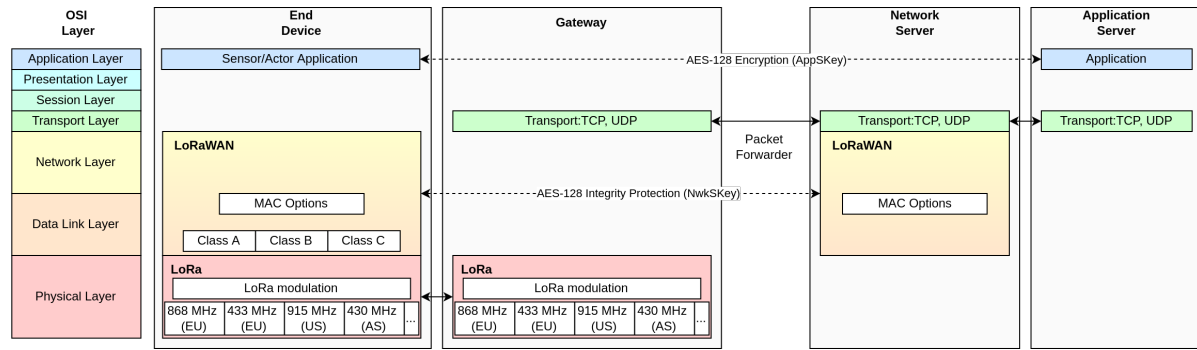 OSI
Layer
End
Device
Gateway
Network
Server
Application
Server
Application Layer
Presentation Layer
Session Layer
Transport Layer
Network Layer
Data Link Layer
Physical Layer
Sensor/Actor Application
AES-128 Encryption (AppSKey)
Application
Transport:TCP, UDP
Packet
Forwarder
Transport:TCP, UDP
Transport:TCP, UDP
LoRaWAN
MAC Options
Class A
Class B
Class C
AES-128 Integrity Protection (NwkSKey)
LoRaWAN
MAC Options
LoRa
LoRa modulation
868 MHz
(EU)
433 MHz
(EU)
915 MHz
(US)
430 MHz
(AS)
...
LoRa
LoRa modulation
868 MHz
(EU)
433 MHz
(EU)
915 MHz
(US)
430 MHz
(AS)
...